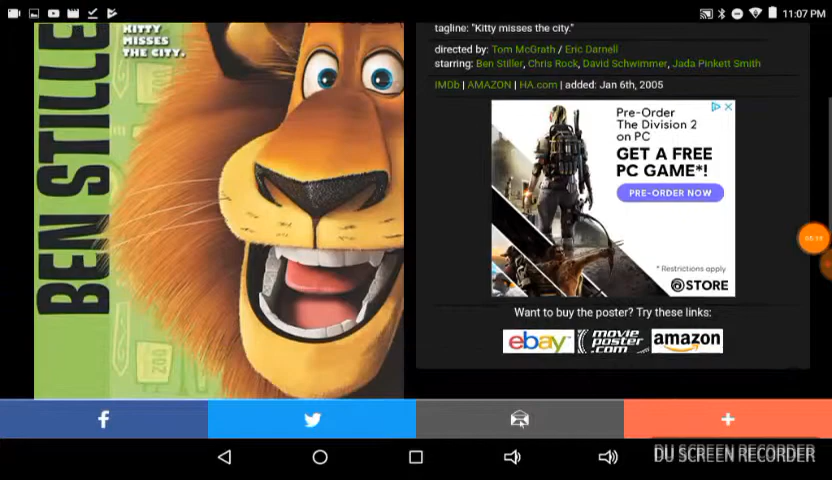 11:07 PM
KITTY
MISSES
THE CITY.
BEN STILLE
ZOO
tagline: "Kitty misses the city."
directed by: Tom McGrath / Eric Darnell
starring: Ben Stiller, Chris Rock, David Schwimmer, Jada Pinkett Smith
IMDb | AMAZON | HA.com | added: Jan 6th, 2005
Pre-Order
The Division 2
on PC
GET A FREE
PC GAME*!
PRE-ORDER NOW
* Restrictions apply
STORE
Want to buy the poster? Try these links:
ebay
movie
poster
.com
amazon
DU SCREEN RECORDER